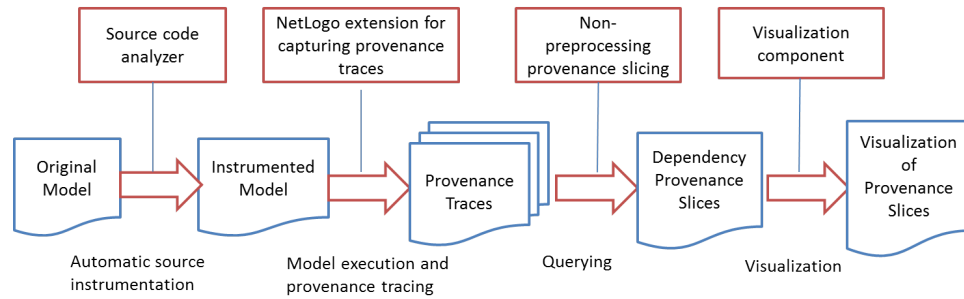 Source code
analyzer
NetLogo extension for
capturing provenance
traces
Non-
preprocessing
provenance slicing
Visualization
component
Original
Model
Instrumented
Model
Provenance
Traces
Dependency
Provenance
Slices
Visualization
of
Provenance
Slices
Automatic source
instrumentation
Model execution and
provenance tracing
Querying
Visualization